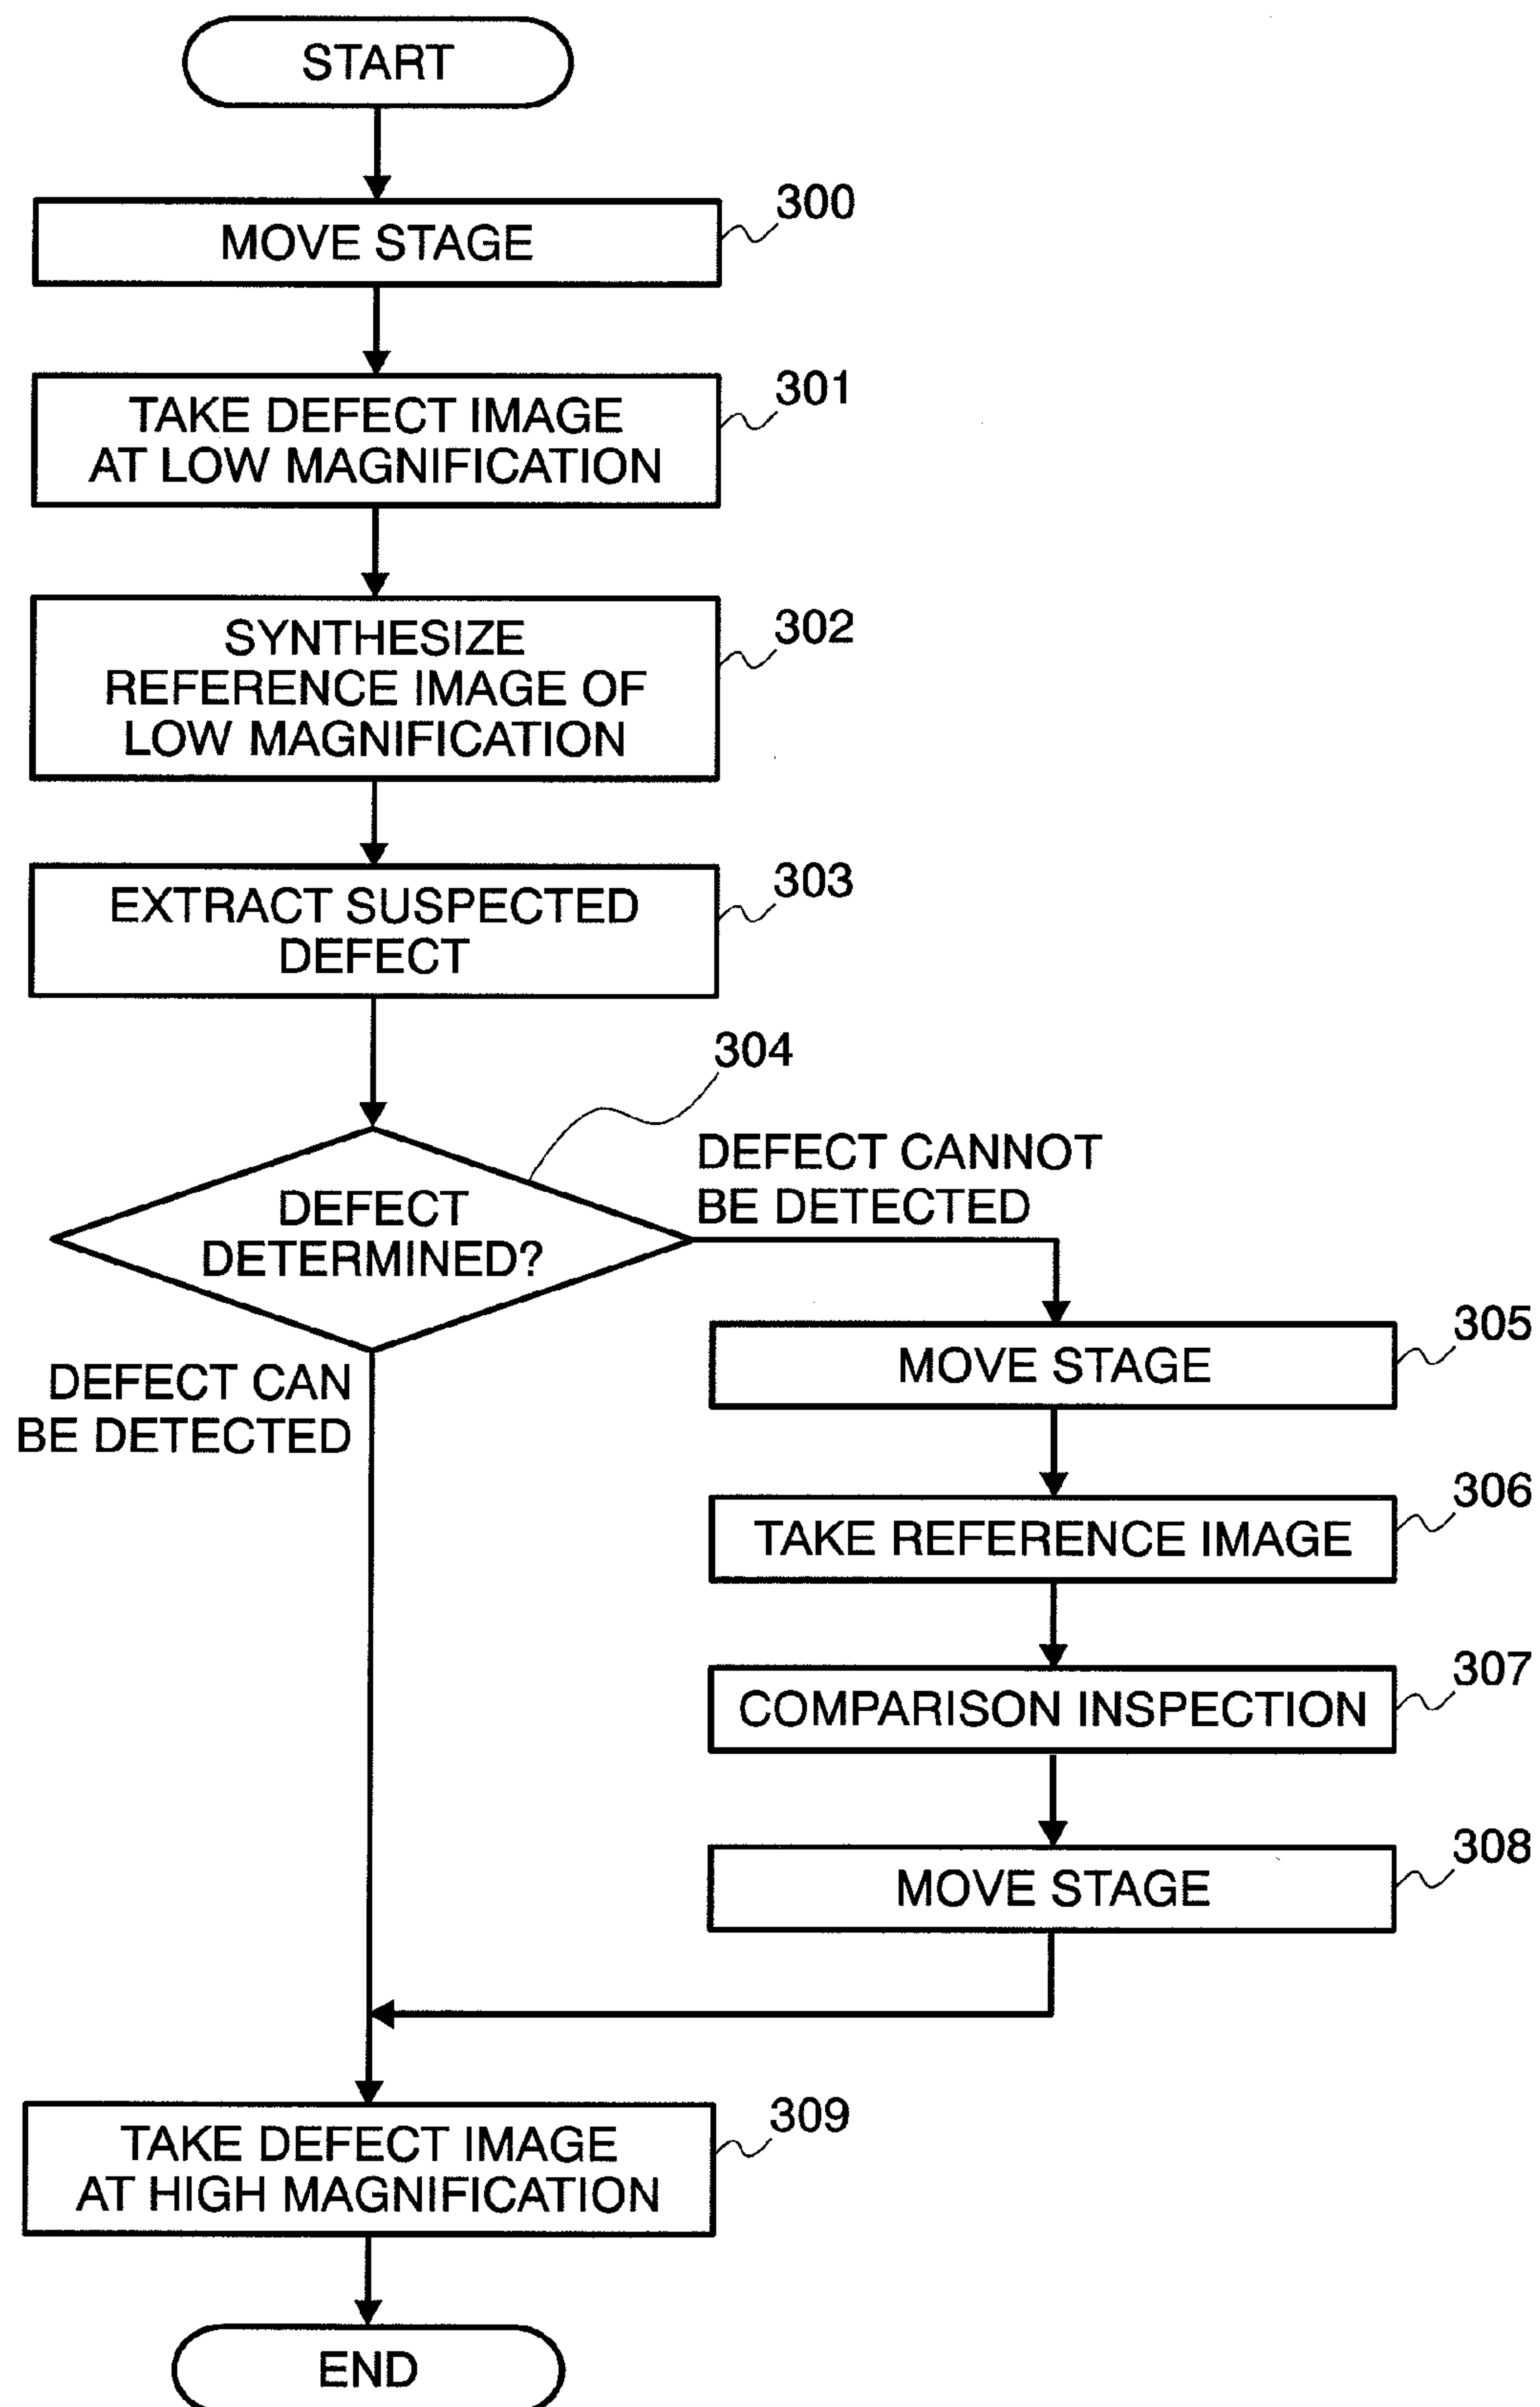 START
300
MOVE STAGE
301
TAKE DEFECT IMAGE
AT LOW MAGNIFICATION
302
SYNTHESIZE
REFERENCE IMAGE OF
LOW MAGNIFICATION
303
EXTRACT SUSPECTED
DEFECT
304
DEFECT
DETERMINED?
DEFECT CANNOT
BE DETECTED
DEFECT CAN
BE DETECTED
305
MOVE STAGE
306
TAKE REFERENCE IMAGE
307
COMPARISON INSPECTION
308
MOVE STAGE
309
TAKE DEFECT IMAGE
AT HIGH MAGNIFICATION
END